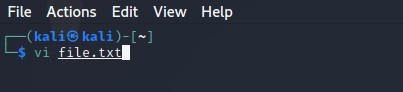 File Actions Edit View Help
┌──(kali㉿kali)-[~]
└─$ vi file.txt